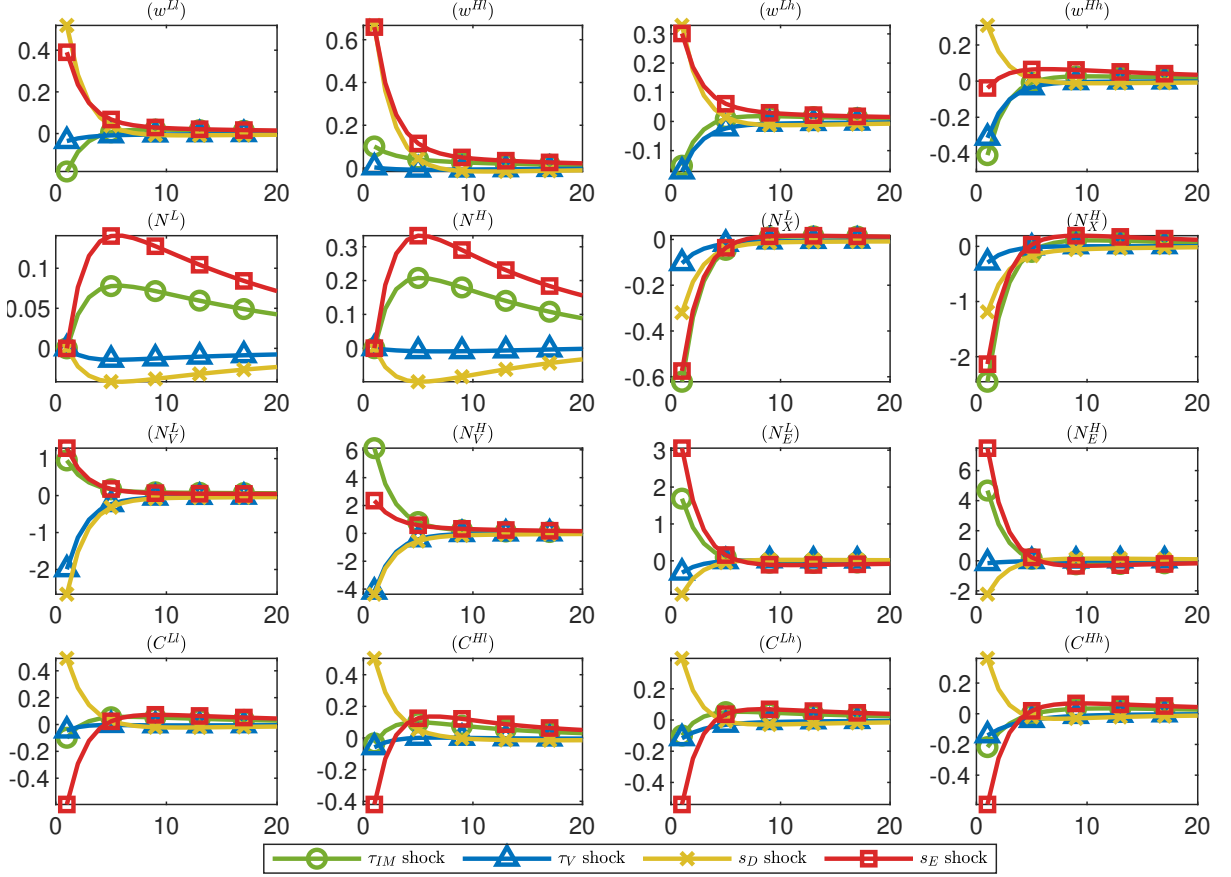 (w^{Ll}) (w^{Hl}) (w^{Lh}) (w^{Hh})
0.4 0.6 0.3 0.2
0.2 0.4 0.2 0
0 0.2 0.1 -0.2
0 0 -0.4
-0.1
0 10 20 0 10 20 0 10 20 0 10 20
(N^L) (N^H) (N_X^L) (N_X^H)
0.1 0.3 0 0
0.05 0.2 -0.2 -1
0 0.1 -0.4 -2
0 -0.6
0 10 20 0 10 20 0 10 20 0 10 20
(N_V^L) (N_V^H) (N_E^L) (N_E^H)
1 6 3 6
0 4 2 4
-1 2 1 2
-2 0 0 0
-2 -2
-4
0 10 20 0 10 20 0 10 20 0 10 20
(C^{Ll}) (C^{Hl}) (C^{Lh}) (C^{Hh})
0.4 0.4 0.4 0.4
0.2 0.2 0.2 0.2
0 0 0 0
-0.2 -0.2 -0.2 -0.2
-0.4 -0.4 -0.4 -0.4
0 10 20 0 10 20 0 10 20 0 10 20
τ_{IM} shock τ_V shock s_D shock s_E shock